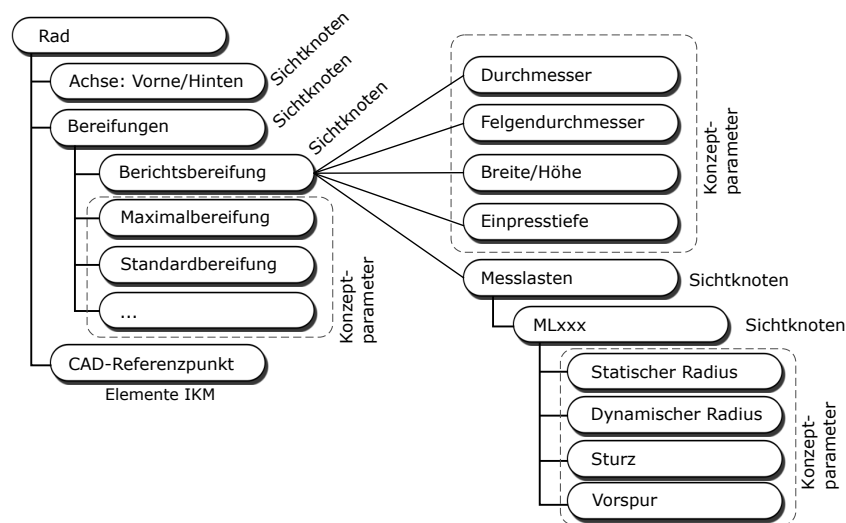 Rad
Achse: Vorne/Hinten
Sichtknoten
Bereifungen
Sichtknoten
Berichtsbereifung
Sichtknoten
Maximalbereifung
Standardbereifung
...
Konzept-
parameter
CAD-Referenzpunkt
Elemente IKM
Durchmesser
Felgendurchmesser
Breite/Höhe
Einpresstiefe
Konzept-
parameter
Messlasten
Sichtknoten
MLxxx
Sichtknoten
Statischer Radius
Dynamischer Radius
Sturz
Vorspur
Konzept-
parameter